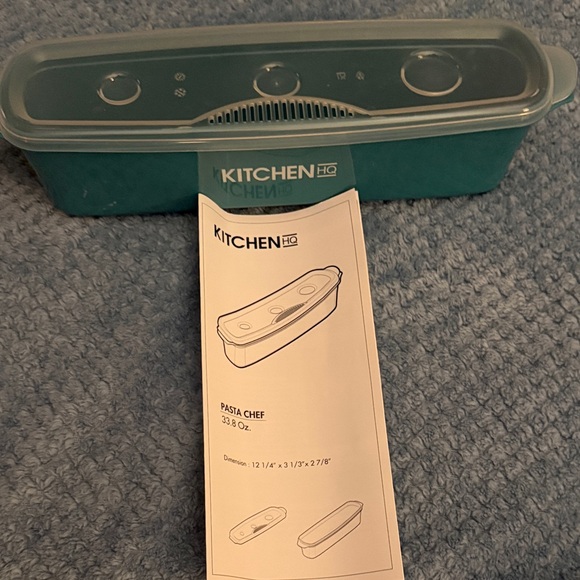 KITCHEN HQ
KITCHEN HQ
PASTA CHEF
33.8 Oz.
Dimension : 12 1/4" x 3 1/3" x 2 7/8"